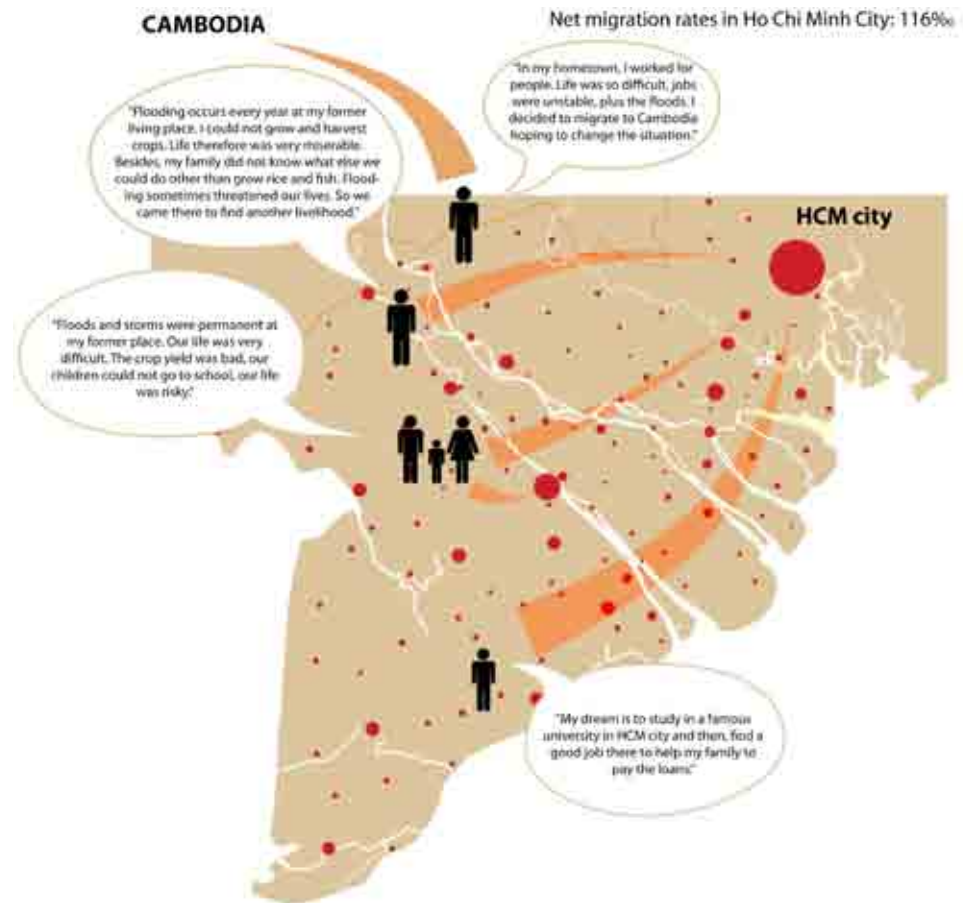 CAMBODIA
Net migration rates in Ho Chi Minh City: 116‰
"In my hometown, I worked for
people. Life was so difficult, jobs
were unstable, plus the floods. I
decided to migrate to Cambodia
hoping to change the situation."
"Flooding occurs every year at my former
living place. I could not grow and harvest
crops. Life therefore was very miserable.
Besides, my family did not know what else we
could do other than grow rice and fish. Flood-
ing sometimes threatened our lives. So we
came there to find another livelihood."
HCM city
"Floods and storms were permanent at
my former place. Our life was very
difficult. The crop yield was bad, our
children could not go to school, our life
was risky."
"My dream is to study in a famous
university in HCM city and then, find a
good job there to help my family to
pay the loans."